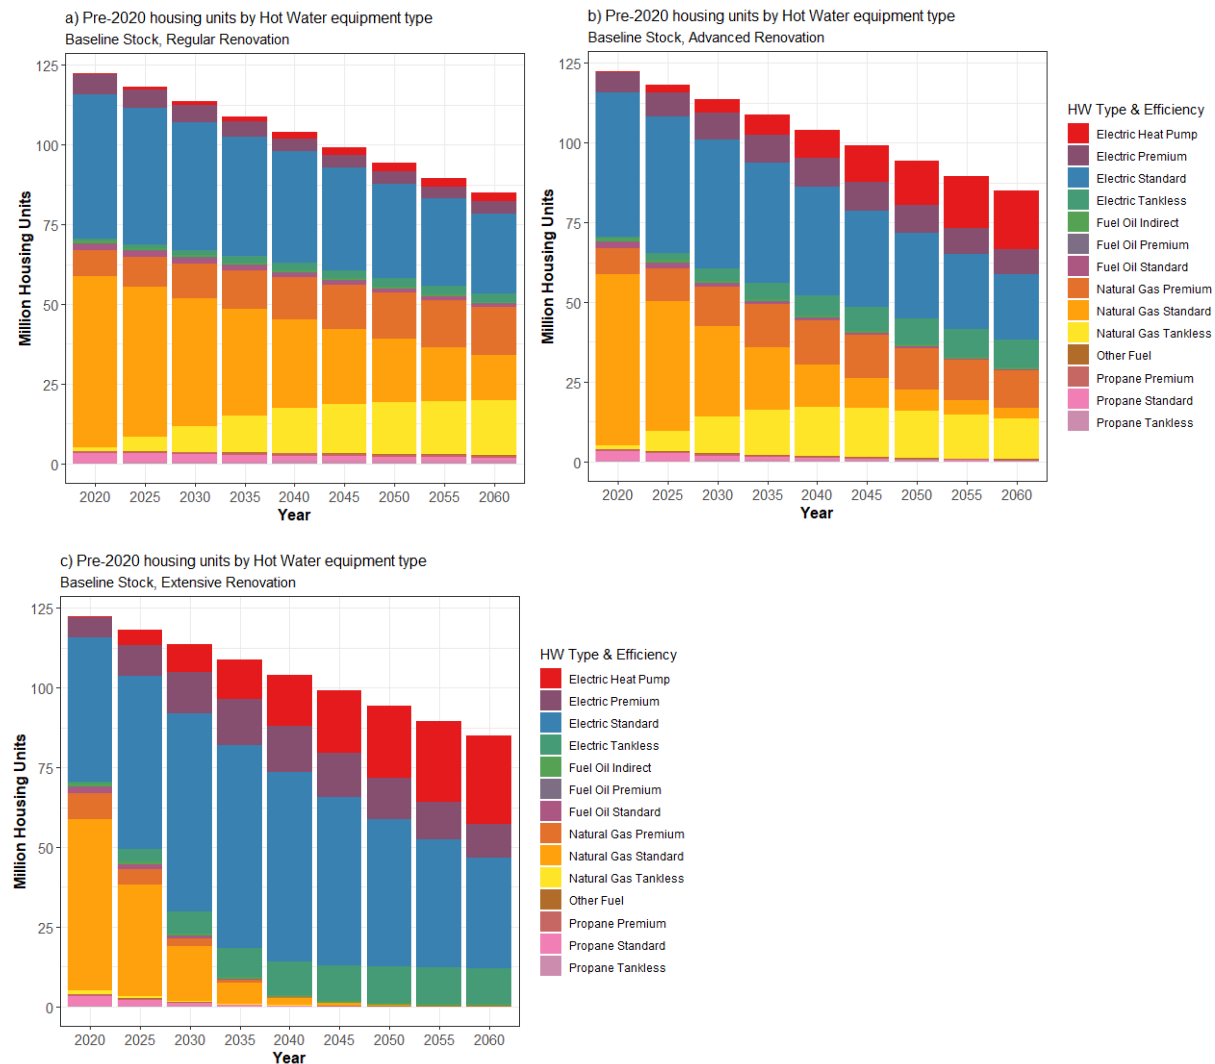 a) Pre-2020 housing units by Hot Water equipment type
Baseline Stock, Regular Renovation
Million Housing Units
125
100
75
50
25
0
2020 2025 2030 2035 2040 2045 2050 2055 2060
Year
b) Pre-2020 housing units by Hot Water equipment type
Baseline Stock, Advanced Renovation
Million Housing Units
125
100
75
50
25
0
2020 2025 2030 2035 2040 2045 2050 2055 2060
Year
HW Type & Efficiency
Electric Heat Pump
Electric Premium
Electric Standard
Electric Tankless
Fuel Oil Indirect
Fuel Oil Premium
Fuel Oil Standard
Natural Gas Premium
Natural Gas Standard
Natural Gas Tankless
Other Fuel
Propane Premium
Propane Standard
Propane Tankless
c) Pre-2020 housing units by Hot Water equipment type
Baseline Stock, Extensive Renovation
Million Housing Units
125
100
75
50
25
0
2020 2025 2030 2035 2040 2045 2050 2055 2060
Year
HW Type & Efficiency
Electric Heat Pump
Electric Premium
Electric Standard
Electric Tankless
Fuel Oil Indirect
Fuel Oil Premium
Fuel Oil Standard
Natural Gas Premium
Natural Gas Standard
Natural Gas Tankless
Other Fuel
Propane Premium
Propane Standard
Propane Tankless